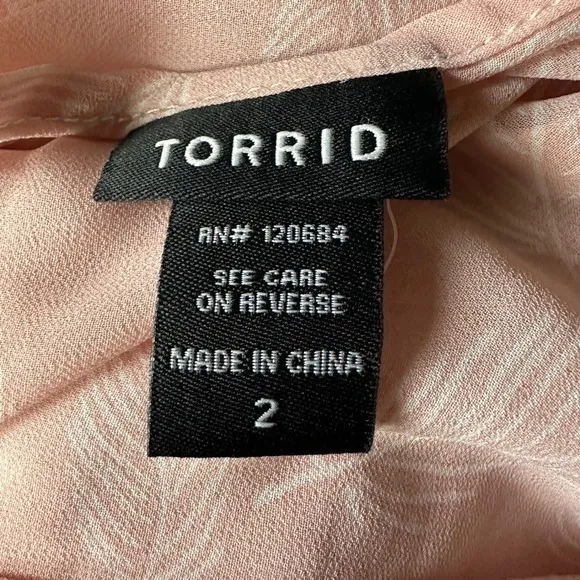 TORRID
RN# 120684
SEE CARE
ON REVERSE
MADE IN CHINA
2